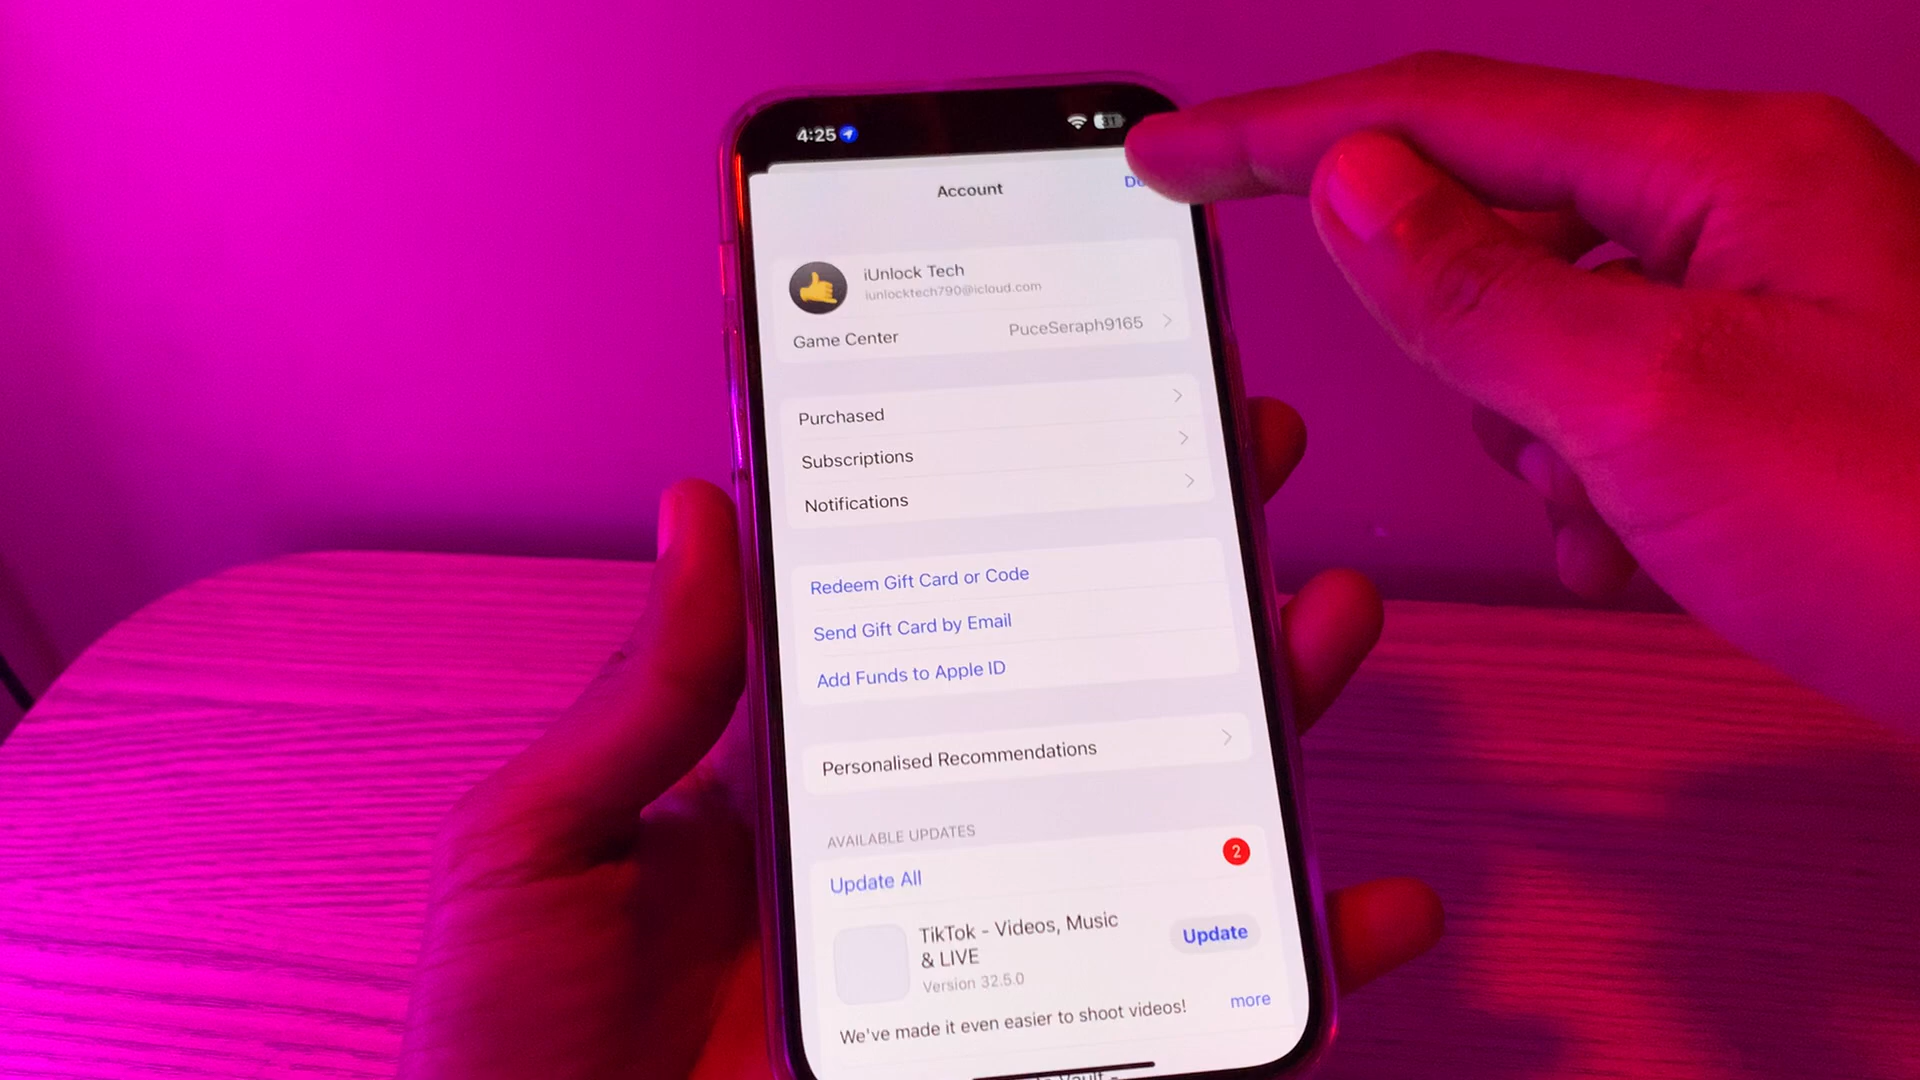 4:25
31
Account
iUnlock Tech
iunlocktech790@icloud.com
Game Center PuceSeraph9165
Purchased
Subscriptions
Notifications
Redeem Gift Card or Code
Send Gift Card by Email
Add Funds to Apple ID
Personalised Recommendations
AVAILABLE UPDATES
Update All 2
TikTok - Videos, Music
& LIVE
Update
Version 32.5.0
We've made it even easier to shoot videos! more